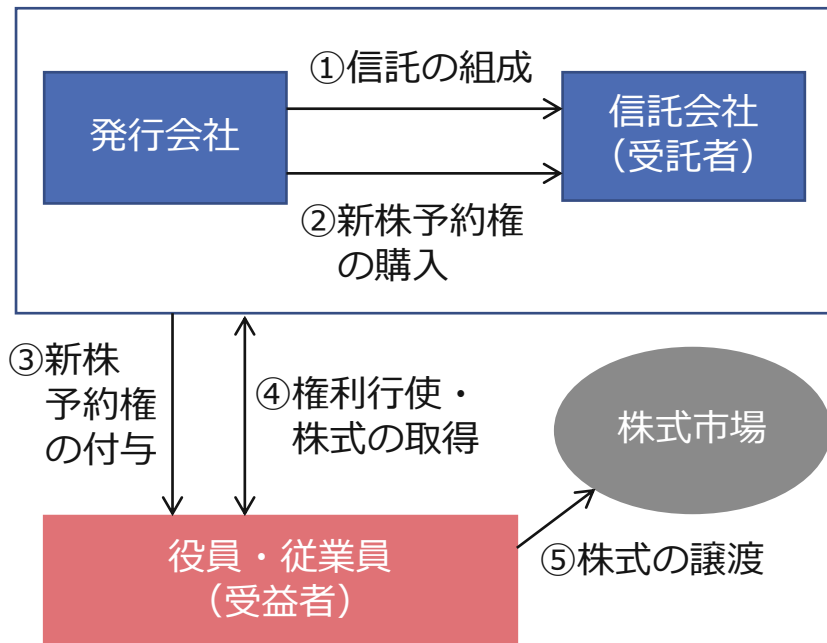 ①信託の組成
発行会社
信託会社
（受託者）
②新株予約権
の購入
③新株
予約権
の付与
④権利行使・
株式の取得
株式市場
役員・従業員
（受益者）
⑤株式の譲渡